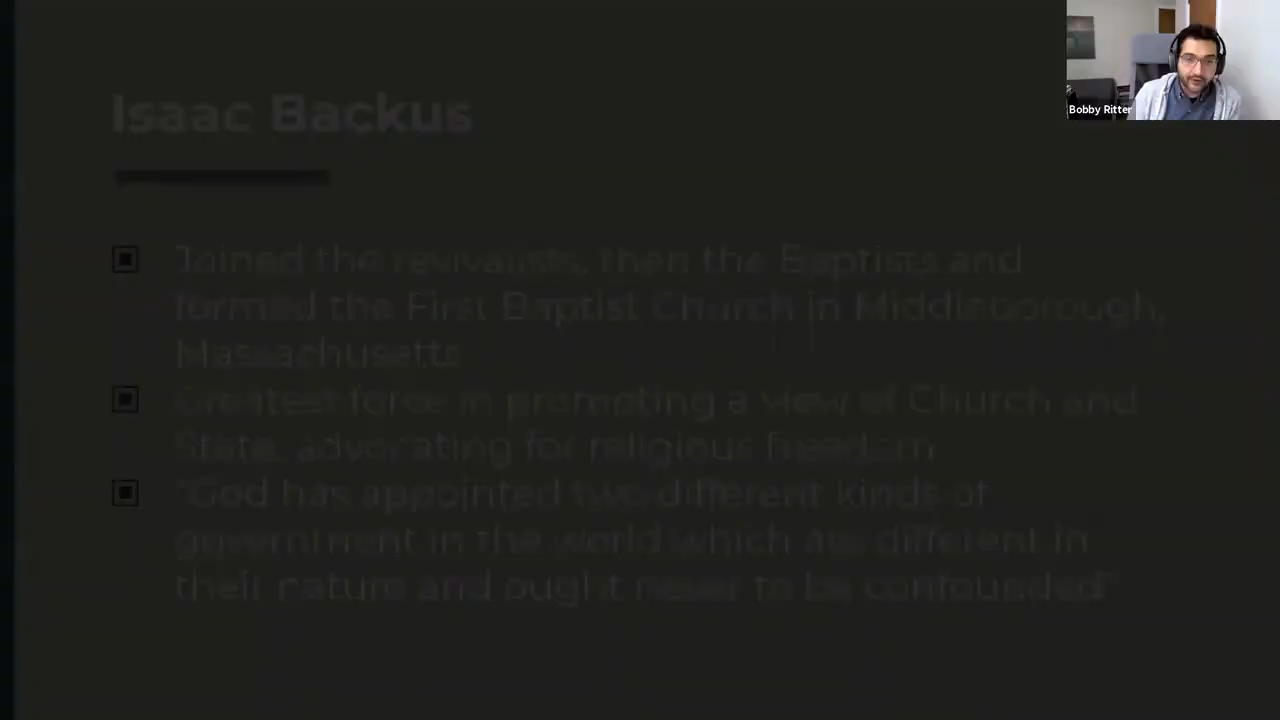 Isaac Backus
Bobby Ritter
Joined the revivalists, then the Baptists and
formed the First Baptist Church in Middleborough,
Massachusetts
Greatest force in promoting a view of Church and
State, advocating for religious freedom
"God has appointed two different kinds of
government in the world which are different in
their nature and ought never to be confounded"